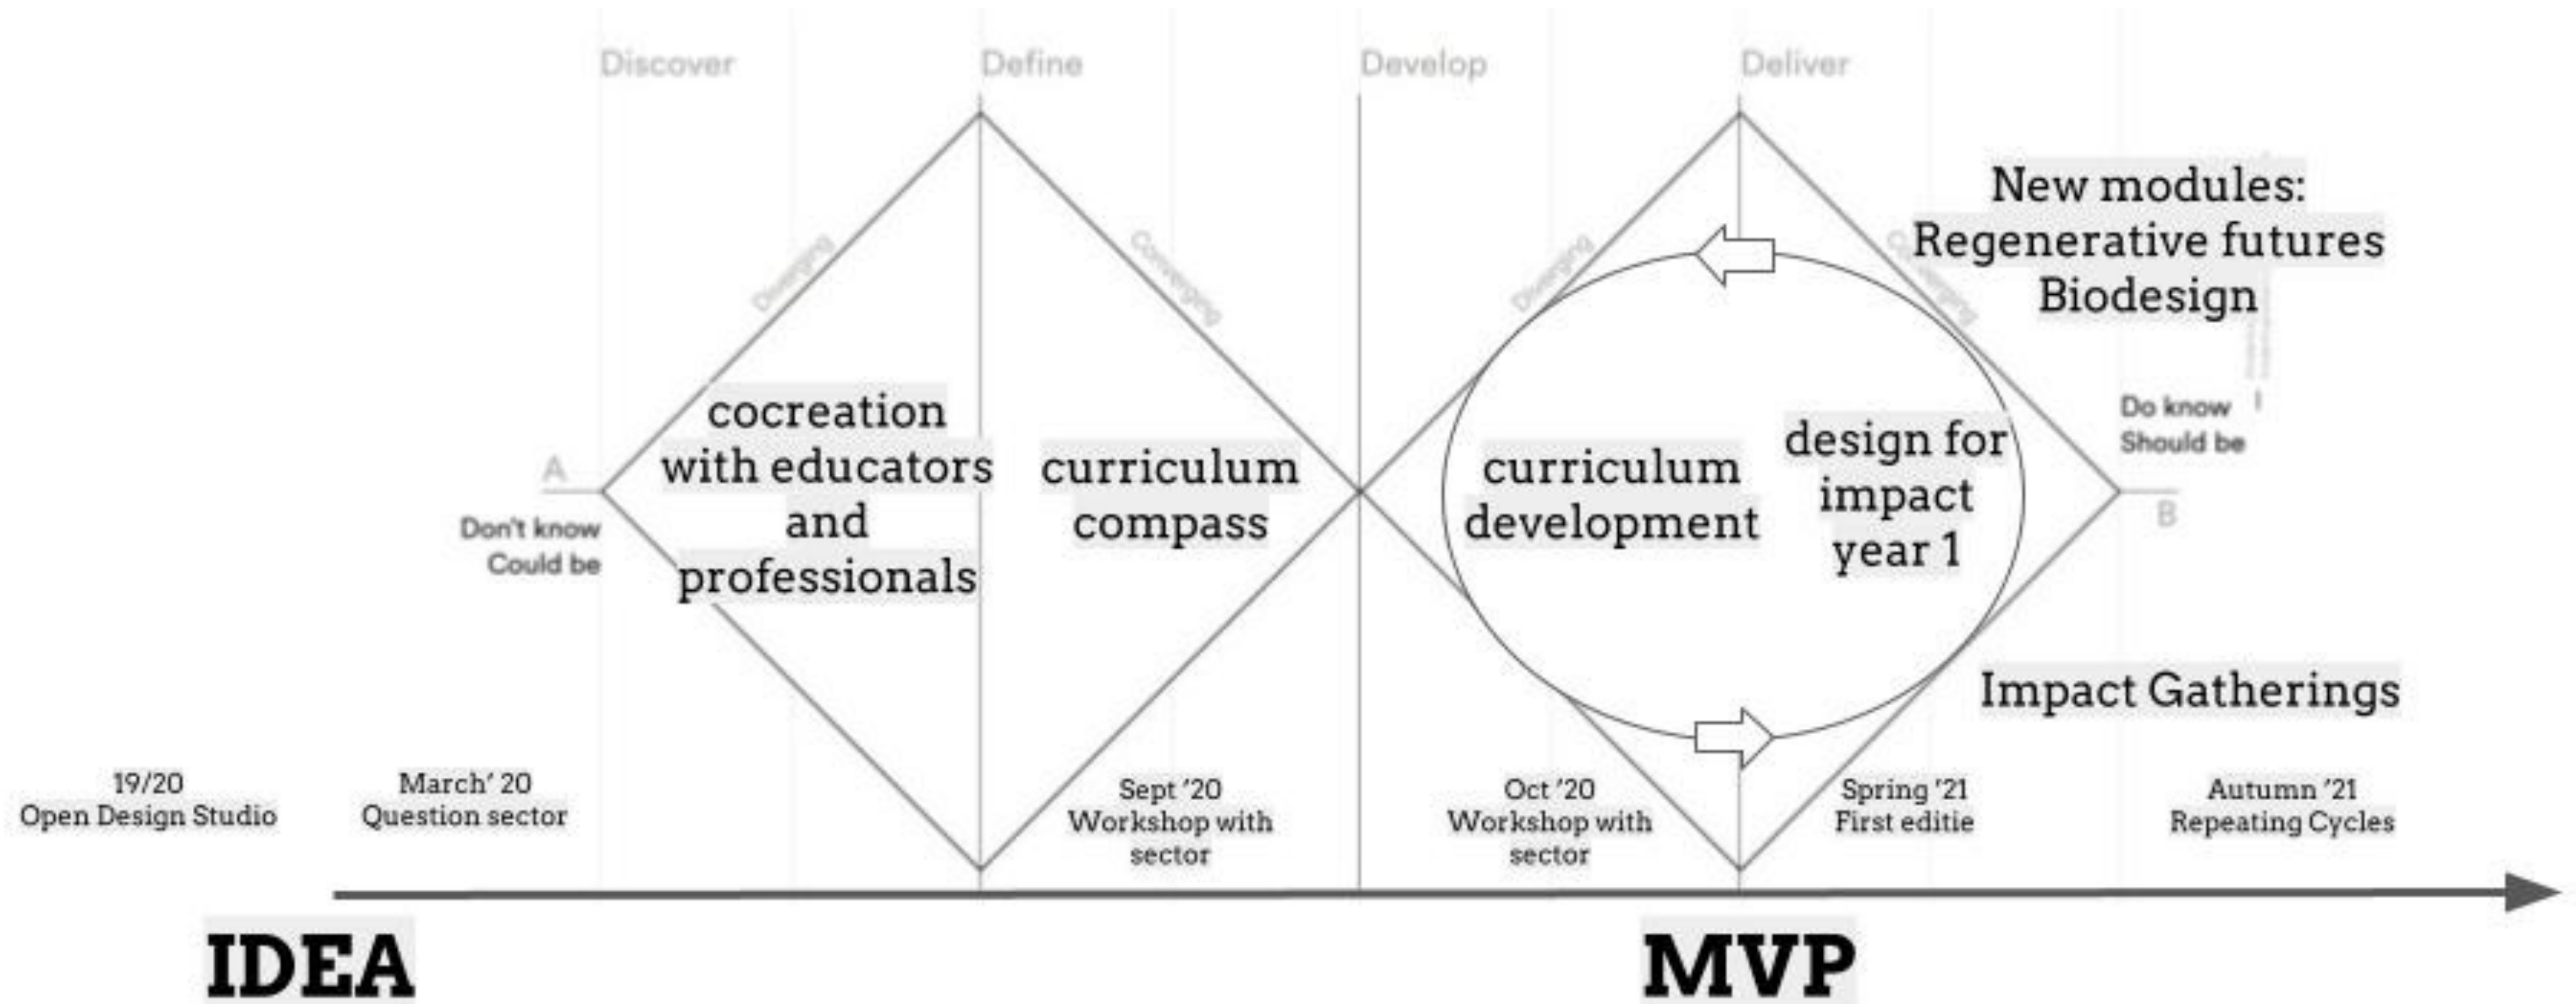 Discover
Define
Develop
Deliver
Diverging
Converging
Diverging
New modules:
Regenerative futures
Biodesign
cocreation
with educators
and
professionals
curriculum
compass
curriculum
development
design for
impact
year 1
A
Don't know
Could be
Do know
Should be
B
Impact Gatherings
19/20
Open Design Studio
March' 20
Question sector
Sept '20
Workshop with
sector
Oct '20
Workshop with
sector
Spring '21
First editie
Autumn '21
Repeating Cycles
IDEA
MVP